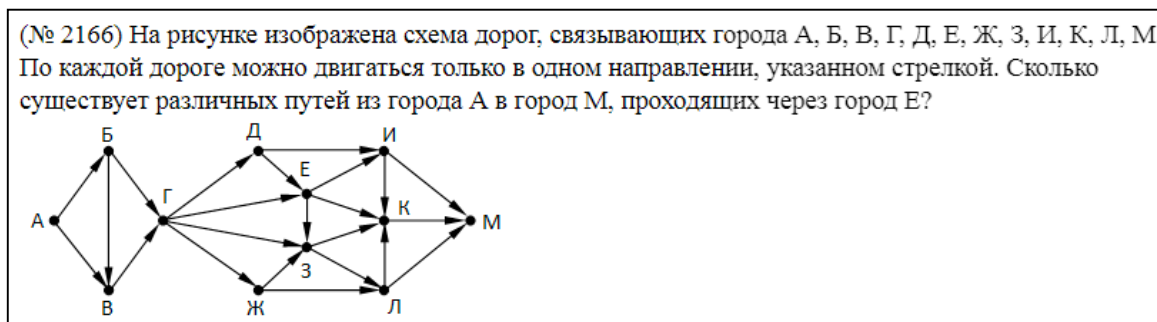 (№ 2166) На рисунке изображена схема дорог, связывающих города А, Б, В, Г, Д, Е, Ж, З, И, К, Л, М
По каждой дороге можно двигаться только в одном направлении, указанном стрелкой. Сколько
существует различных путей из города А в город М, проходящих через город Е?
Б Д И
Е
Г
А К М
З
В Ж Л